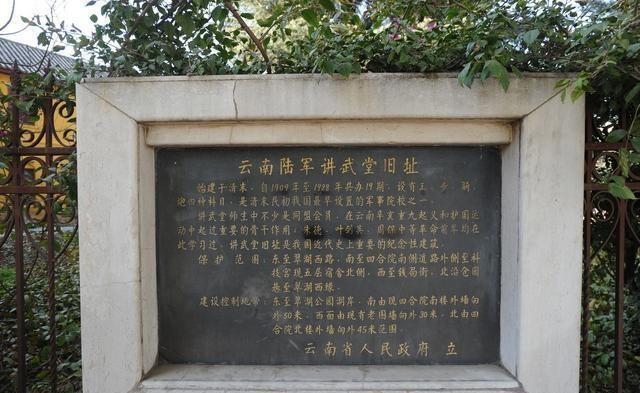 云南陆军讲武堂旧址
始建于清末，自1909年至1928年共办19期，设有工、步、骑、
炮四种科目，是清末民初我国最早设置的军事院校之一。
讲武堂师生中不少是同盟会员，在云南辛亥重九起义和护国运
动中起过重要的骨干作用，朱德、叶剑英、周保中等革命前辈均在
此学习过，讲武堂旧址是我国近代史上重要的纪念性建筑。
保护范围：东至翠湖西路，南至四合院南侧道路外侧至科
技宫现五层宿舍北侧，西至钱局街，北沿仓园
巷至翠湖西缘。
建设控制地带：东至翠湖公园湖岸，南由现四合院南楼外墙向
外50米，西面由现有老围墙向外30米，北由四
合院北楼外墙向外45米范围。
云南省人民政府 立